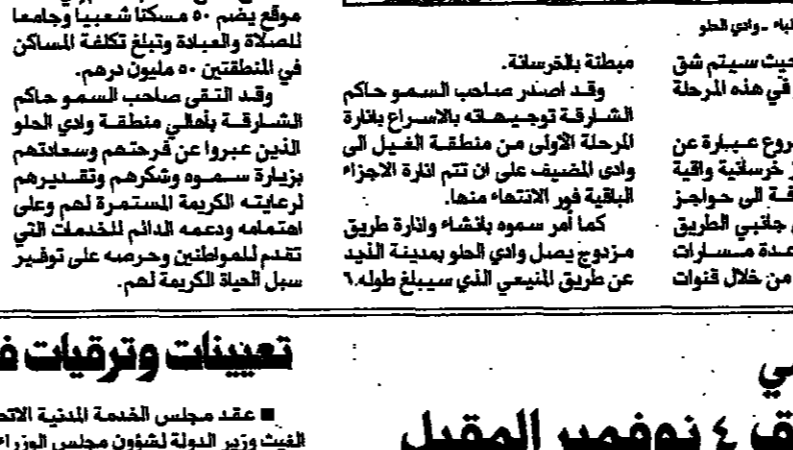 وادي الحلو
حيث سيتم شق
في هذه المرحلة
عبارة عن
خرسانية واقية
الى حواجز
جانبي الطريق
عدة مسارات
من خلال قنوات
مبطنة بالخرسانة.
وقد اصدر صاحب السمو حاكم
الشارقة توجيهاته بالاسراع بانارة
المرحلة الأولى من منطقة الغيل الى
وادى المضيف على ان تتم انارة الاجزاء
الباقية فور الانتهاء منها.
كما أمر سموه بانشاء وانارة طريق
مزدوج يصل وادي الحلو بمدينة الذيد
عن طريق المنيعي الذي سيبلغ طوله ٦
موقع يضم ٥٠ مسكنا شعبيا وجامعا
للصلاة والعبادة وتبلغ تكلفة المساكن
في المنطقتين ٥٠ مليون درهم.
وقد التقى صاحب السمو حاكم
الشارقة بأهالي منطقة وادي الحلو
الذين عبروا عن فرحتهم وسعادتهم
بزيارة سموه وشكرهم وتقديرهم
لرعايته الكريمة المستمرة لهم وعلى
اهتمامه ودعمه الدائم للخدمات التي
تقدم للمواطنين وحرصه على توفير
سبل الحياة الكريمة لهم.
٤ نوفمبر المقبل
تعيينات وترقيات
■ عقد مجلس الخدمة المدنية
الغيث وزير الدولة لشؤون مجلس